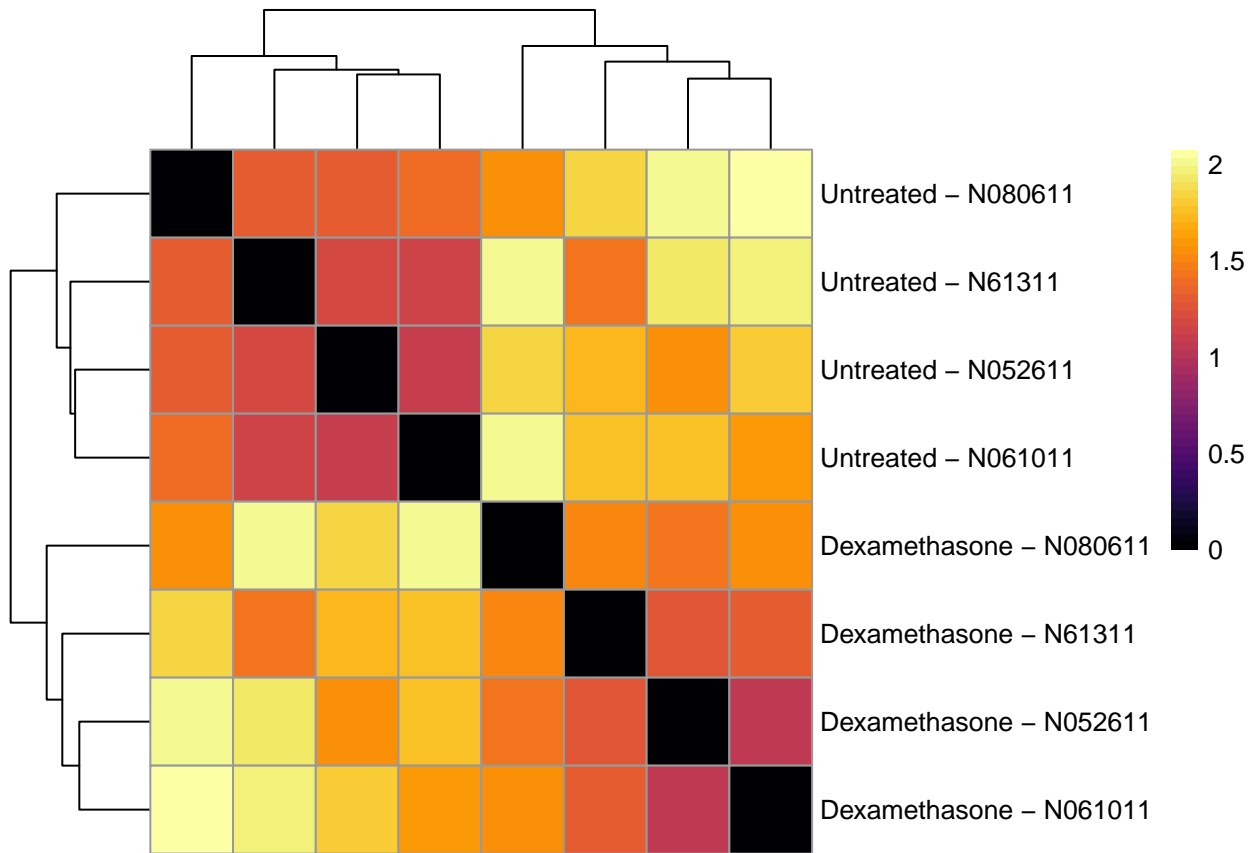 Untreated – N080611
Untreated – N61311
Untreated – N052611
Untreated – N061011
Dexamethasone – N080611
Dexamethasone – N61311
Dexamethasone – N052611
Dexamethasone – N061011
2
1.5
1
0.5
0